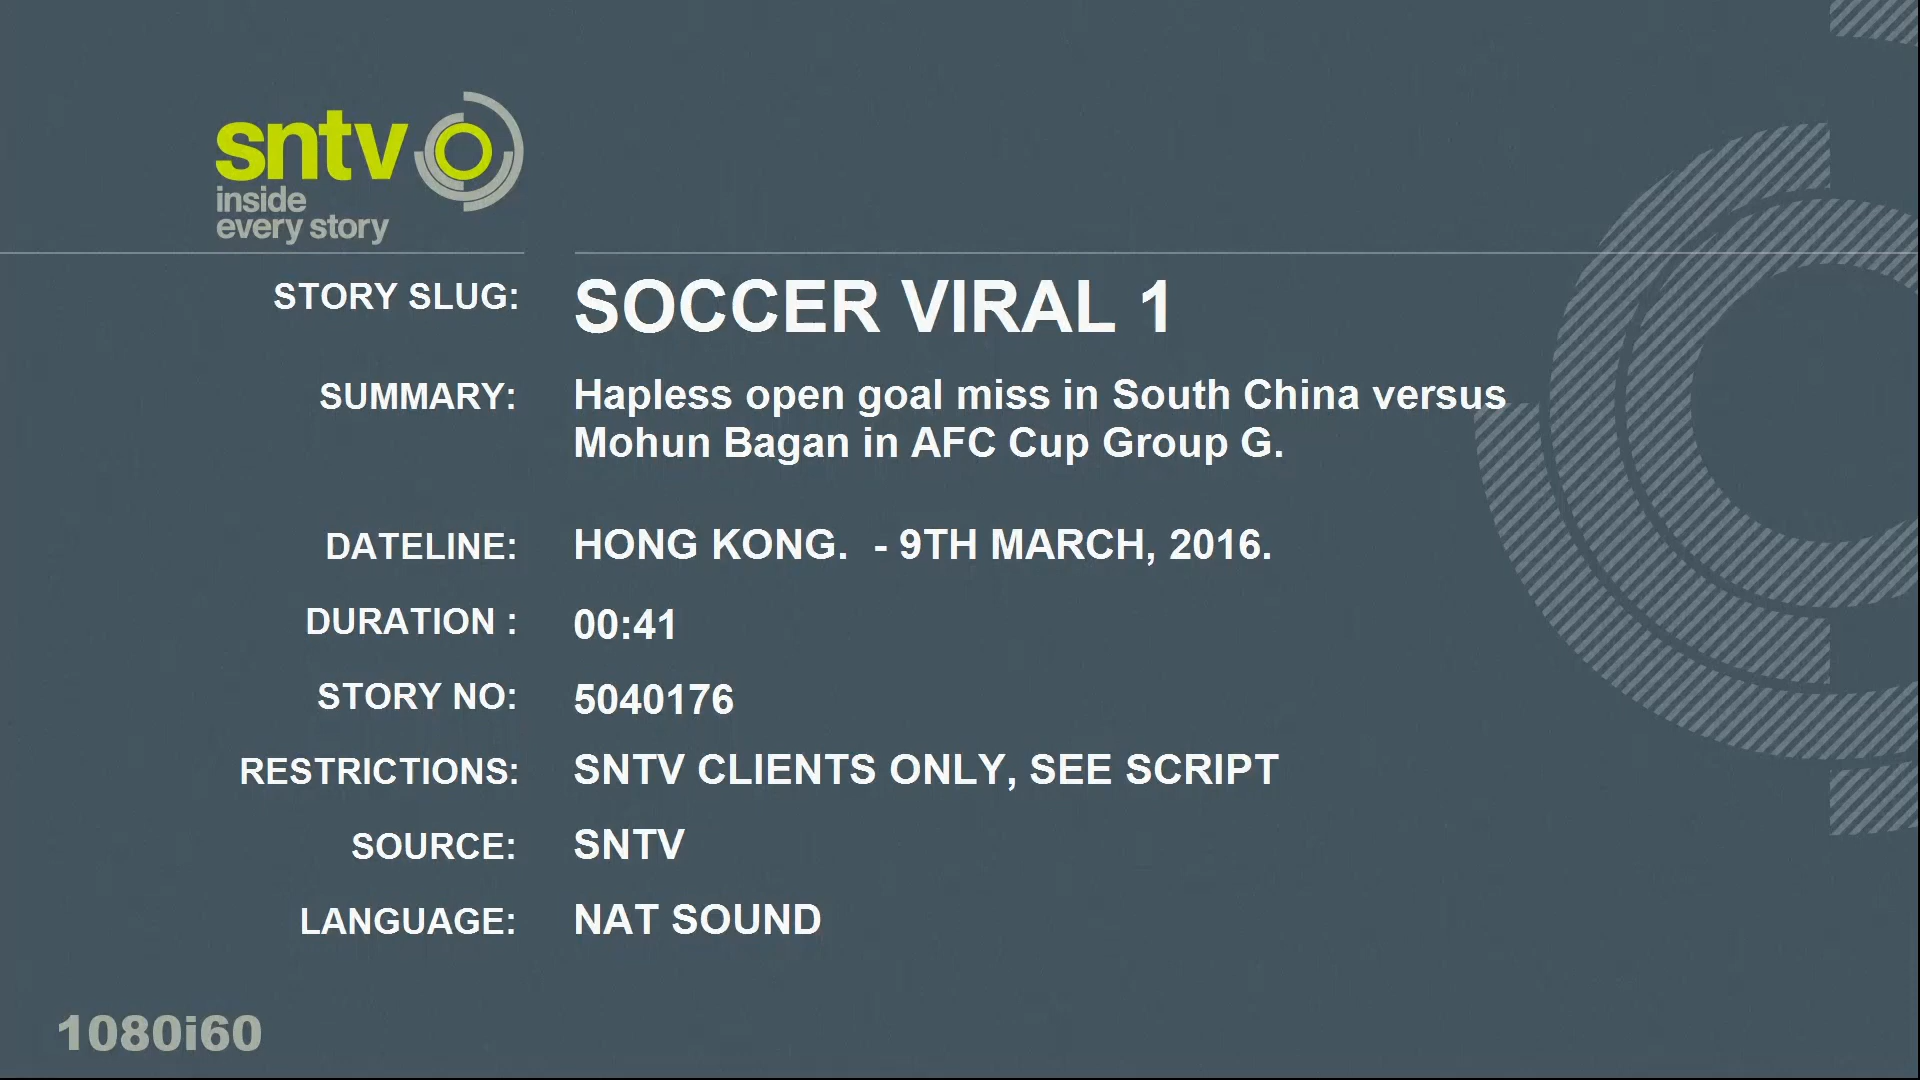 sntv
inside
every story
STORY SLUG: SOCCER VIRAL 1
SUMMARY: Hapless open goal miss in South China versus
Mohun Bagan in AFC Cup Group G.
DATELINE: HONG KONG.  - 9TH MARCH, 2016.
DURATION : 00:41
STORY NO: 5040176
RESTRICTIONS: SNTV CLIENTS ONLY, SEE SCRIPT
SOURCE: SNTV
LANGUAGE: NAT SOUND
1080i60